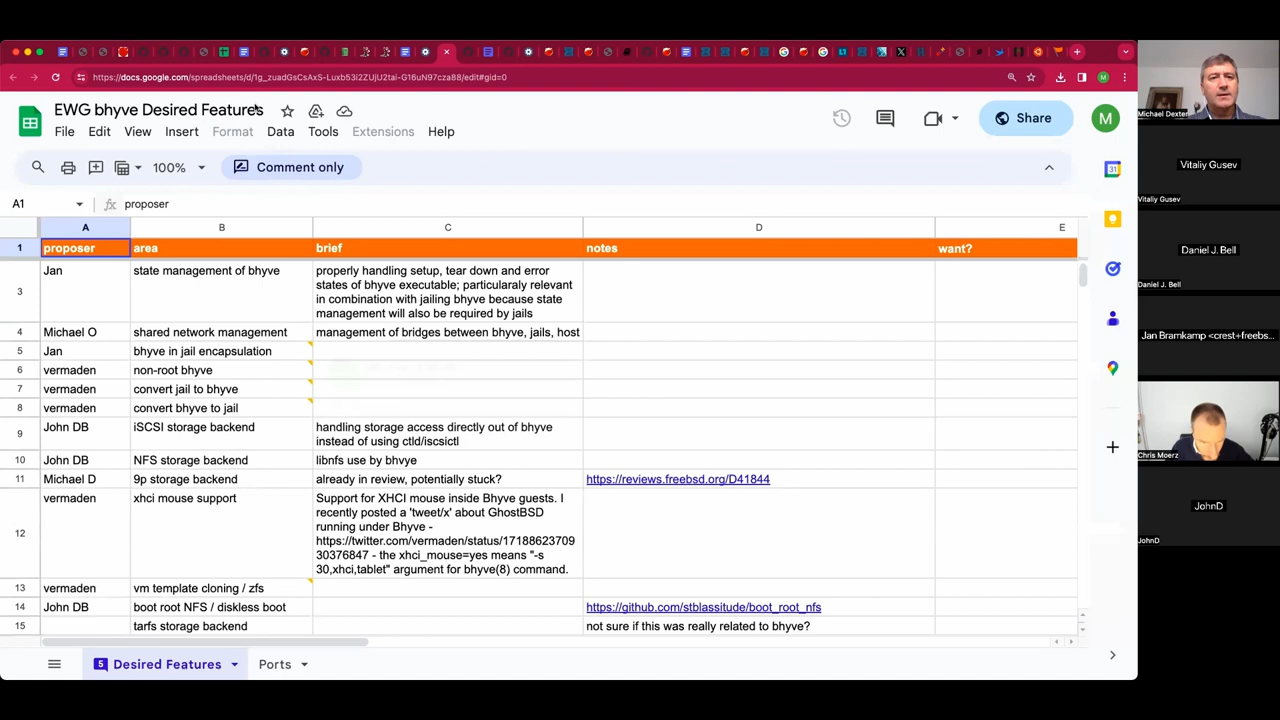 https://docs.google.com/spreadsheets/d/1g_zuadGsCsAxS-Luxb53i2ZUjU2tai-G16uN97cza88/edit#gid=0
EWG bhyve Desired Features
File Edit View Insert Format Data Tools Extensions Help
Share
M
100%
Comment only
A1
fx
proposer
A B C D E
1 proposer area brief notes want?
3 Jan state management of bhyve properly handling setup, tear down and error
states of bhyve executable; particularaly relevant
in combination with jailing bhyve because state
management will also be required by jails
4 Michael O shared network management management of bridges between bhyve, jails, host
5 Jan bhyve in jail encapsulation
6 vermaden non-root bhyve
7 vermaden convert jail to bhyve
8 vermaden convert bhyve to jail
9 John DB iSCSI storage backend handling storage access directly out of bhyve
instead of using ctld/iscsictl
10 John DB NFS storage backend libnfs use by bhvye
11 Michael D 9p storage backend already in review, potentially stuck? https://reviews.freebsd.org/D41844
12 vermaden xhci mouse support Support for XHCI mouse inside Bhyve guests. I
recently posted a 'tweet/x' about GhostBSD
running under Bhyve -
https://twitter.com/vermaden/status/17188623709
30376847 - the xhci_mouse=yes means "-s
30,xhci,tablet" argument for bhyve(8) command.
13 vermaden vm template cloning / zfs
14 John DB boot root NFS / diskless boot https://github.com/stblassitude/boot_root_nfs
15 tarfs storage backend not sure if this was really related to bhyve?
5 Desired Features Ports
31
Michael Dexter
Vitaliy Gusev
Vitaliy Gusev
Daniel J. Bell
Daniel J. Bell
Jan Bramkamp <crest+freebs...
Jan Bramkamp <crest+freebs...
Chris Moerz
JohnD
JohnD